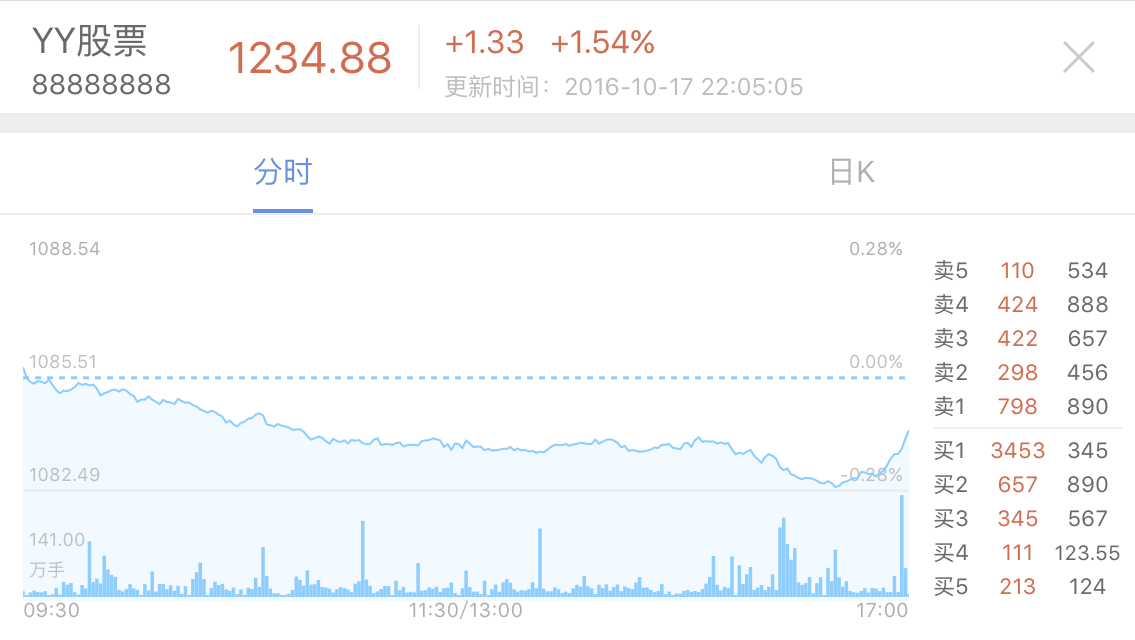 YY股票
88888888
1234.88
+1.33 +1.54%
更新时间：2016-10-17 22:05:05
分时 日K
1088.54 0.28%
1085.51 0.00%
1082.49 -0.28%
141.00
万手
09:30 11:30/13:00 17:00
卖5 110 534
卖4 424 888
卖3 422 657
卖2 298 456
卖1 798 890
买1 3453 345
买2 657 890
买3 345 567
买4 111 123.55
买5 213 124